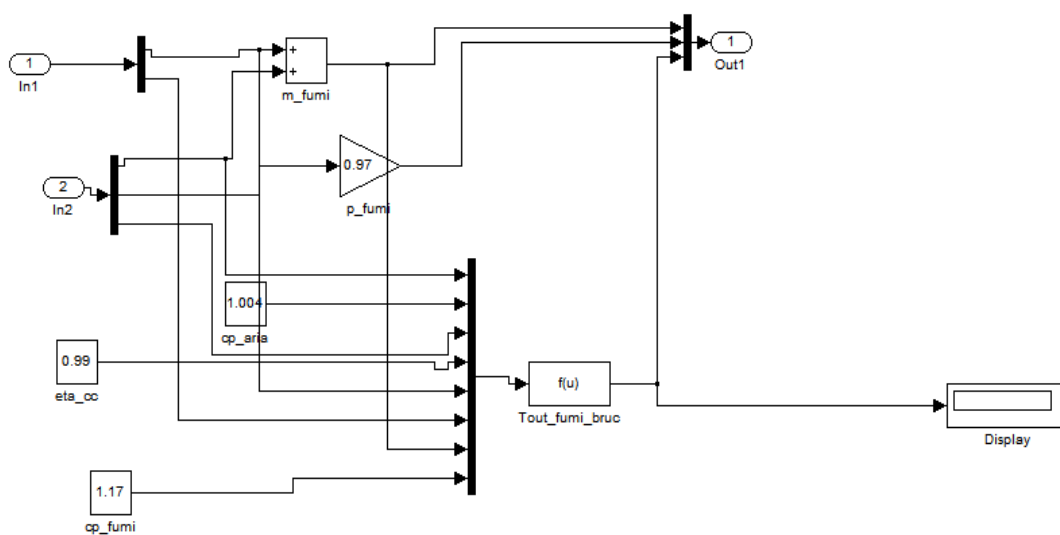 1
In1
+
+
m_fumi
1
Out1
0.97
p_fumi
2
In2
1.004
cp_aria
0.99
eta_cc
f(u)
Tout_fumi_bruc
Display
1.17
cp_fumi